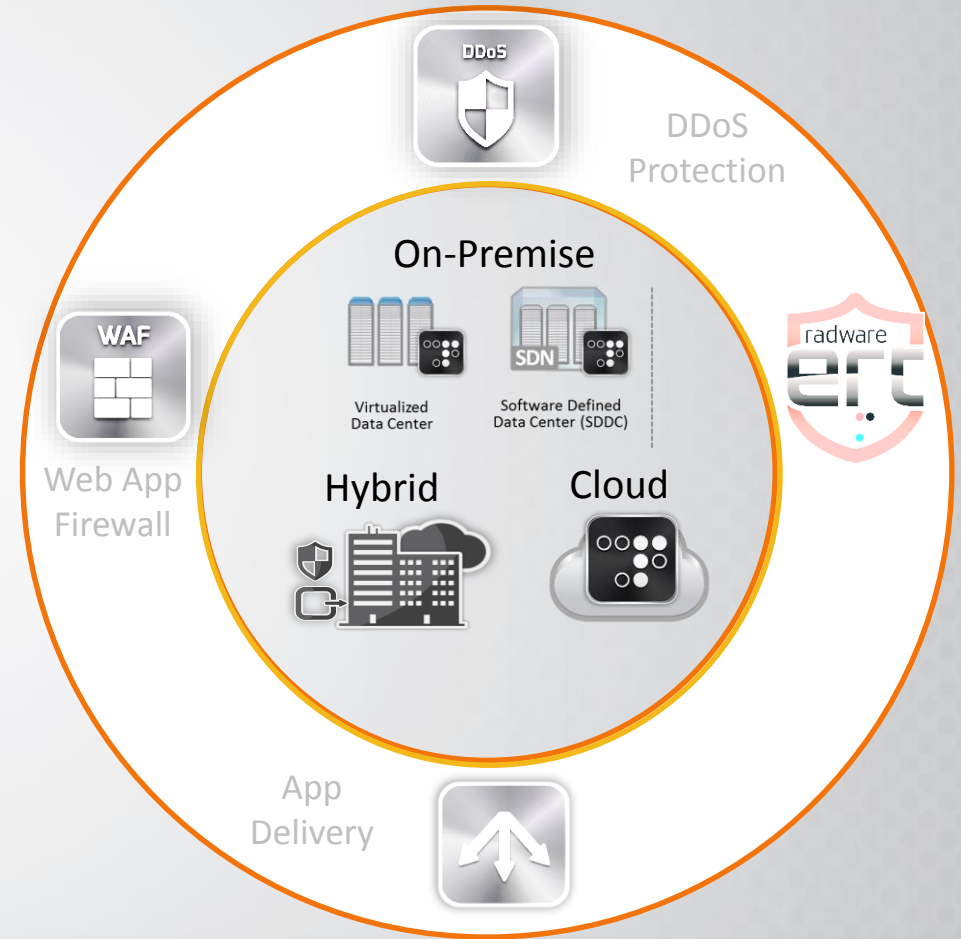 DDoS
DDoS
Protection
On-Premise
WAF
SDN
radware
ert
Virtualized
Data Center
Software Defined
Data Center (SDDC)
Web App
Firewall
Hybrid
Cloud
App
Delivery